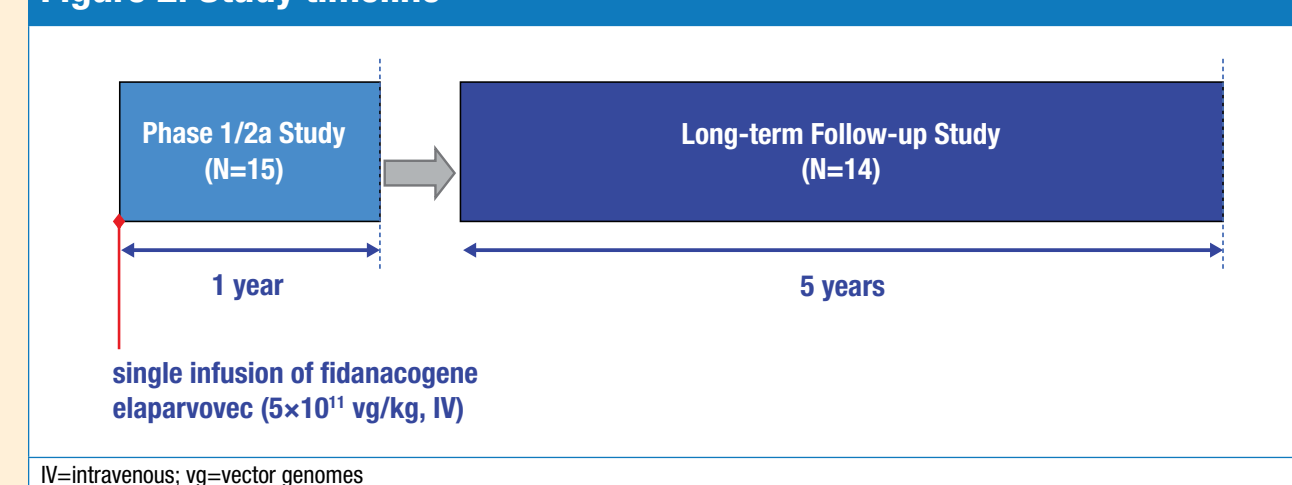 Figure 2. Study timeline
Phase 1/2a Study
(N=15)
Long-term Follow-up Study
(N=14)
1 year
5 years
single infusion of fidanacogene
elaparvovec (5×10¹¹ vg/kg, IV)
IV=intravenous; vg=vector genomes